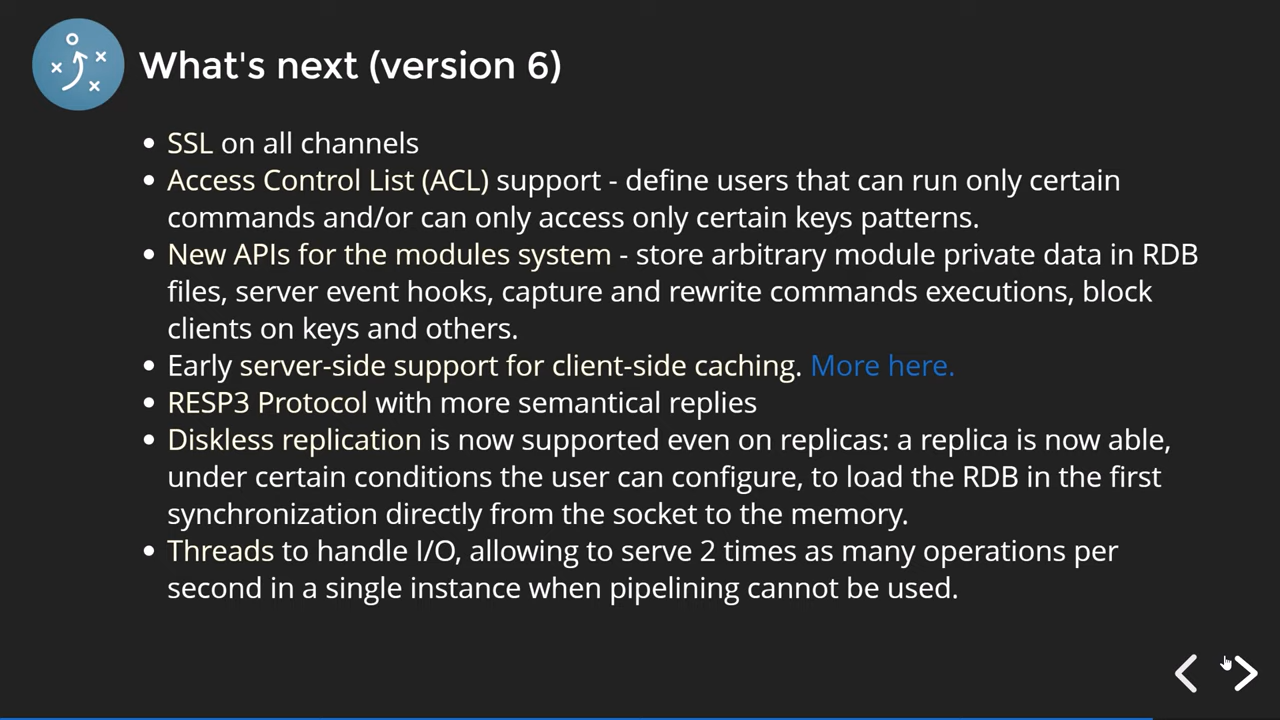 What's next (version 6)
• SSL on all channels
• Access Control List (ACL) support - define users that can run only certain
commands and/or can only access only certain keys patterns.
• New APIs for the modules system - store arbitrary module private data in RDB
files, server event hooks, capture and rewrite commands executions, block
clients on keys and others.
• Early server-side support for client-side caching. More here.
• RESP3 Protocol with more semantical replies
• Diskless replication is now supported even on replicas: a replica is now able,
under certain conditions the user can configure, to load the RDB in the first
synchronization directly from the socket to the memory.
• Threads to handle I/O, allowing to serve 2 times as many operations per
second in a single instance when pipelining cannot be used.